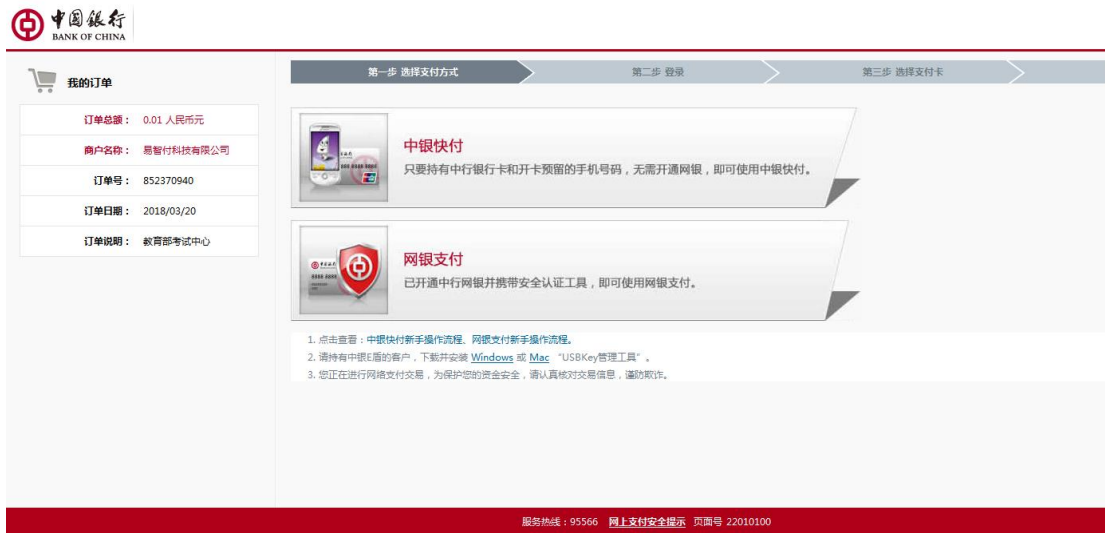 中国銀行
BANK OF CHINA
我的订单
订单总额： 0.01 人民币元
商户名称： 易智付科技有限公司
订单号： 852370940
订单日期： 2018/03/20
订单说明： 教育部考试中心
第一步 选择支付方式
第二步 登录
第三步 选择支付卡
中银快付
只要持有中行银行卡和开卡预留的手机号码，无需开通网银，即可使用中银快付。
网银支付
已开通中行网银并携带安全认证工具，即可使用网银支付。
1. 点击查看：中银快付新手操作流程、网银支付新手操作流程。
2. 请持有中银E盾的客户，下载并安装 Windows 或 Mac “USBKey管理工具”。
3. 您正在进行网络支付交易，为保护您的资金安全，请认真核对交易信息，谨防欺诈。
服务热线：95566 网上支付安全提示 页面号 22010100